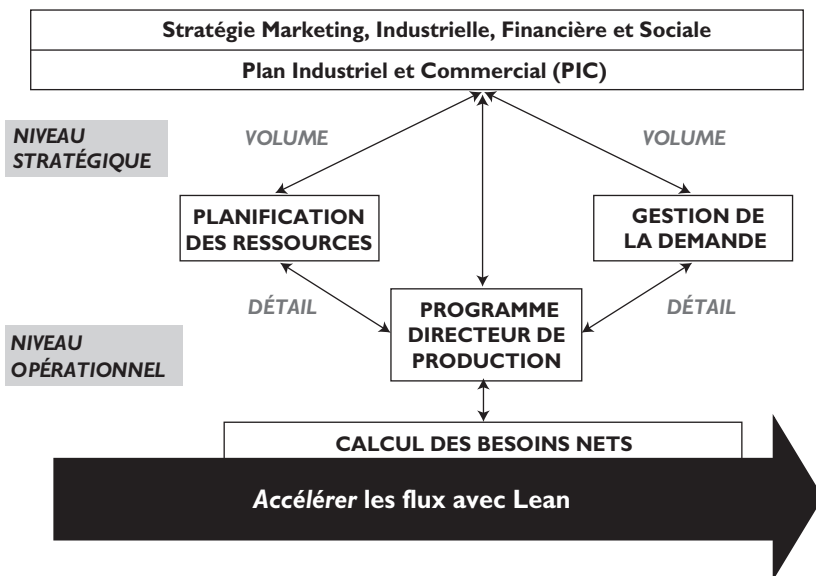 Stratégie Marketing, Industrielle, Financière et Sociale
Plan Industriel et Commercial (PIC)
NIVEAU
STRATÉGIQUE
VOLUME
VOLUME
PLANIFICATION
DES RESSOURCES
GESTION DE
LA DEMANDE
DÉTAIL
DÉTAIL
PROGRAMME
DIRECTEUR DE
PRODUCTION
NIVEAU
OPÉRATIONNEL
CALCUL DES BESOINS NETS
Accélérer les flux avec Lean